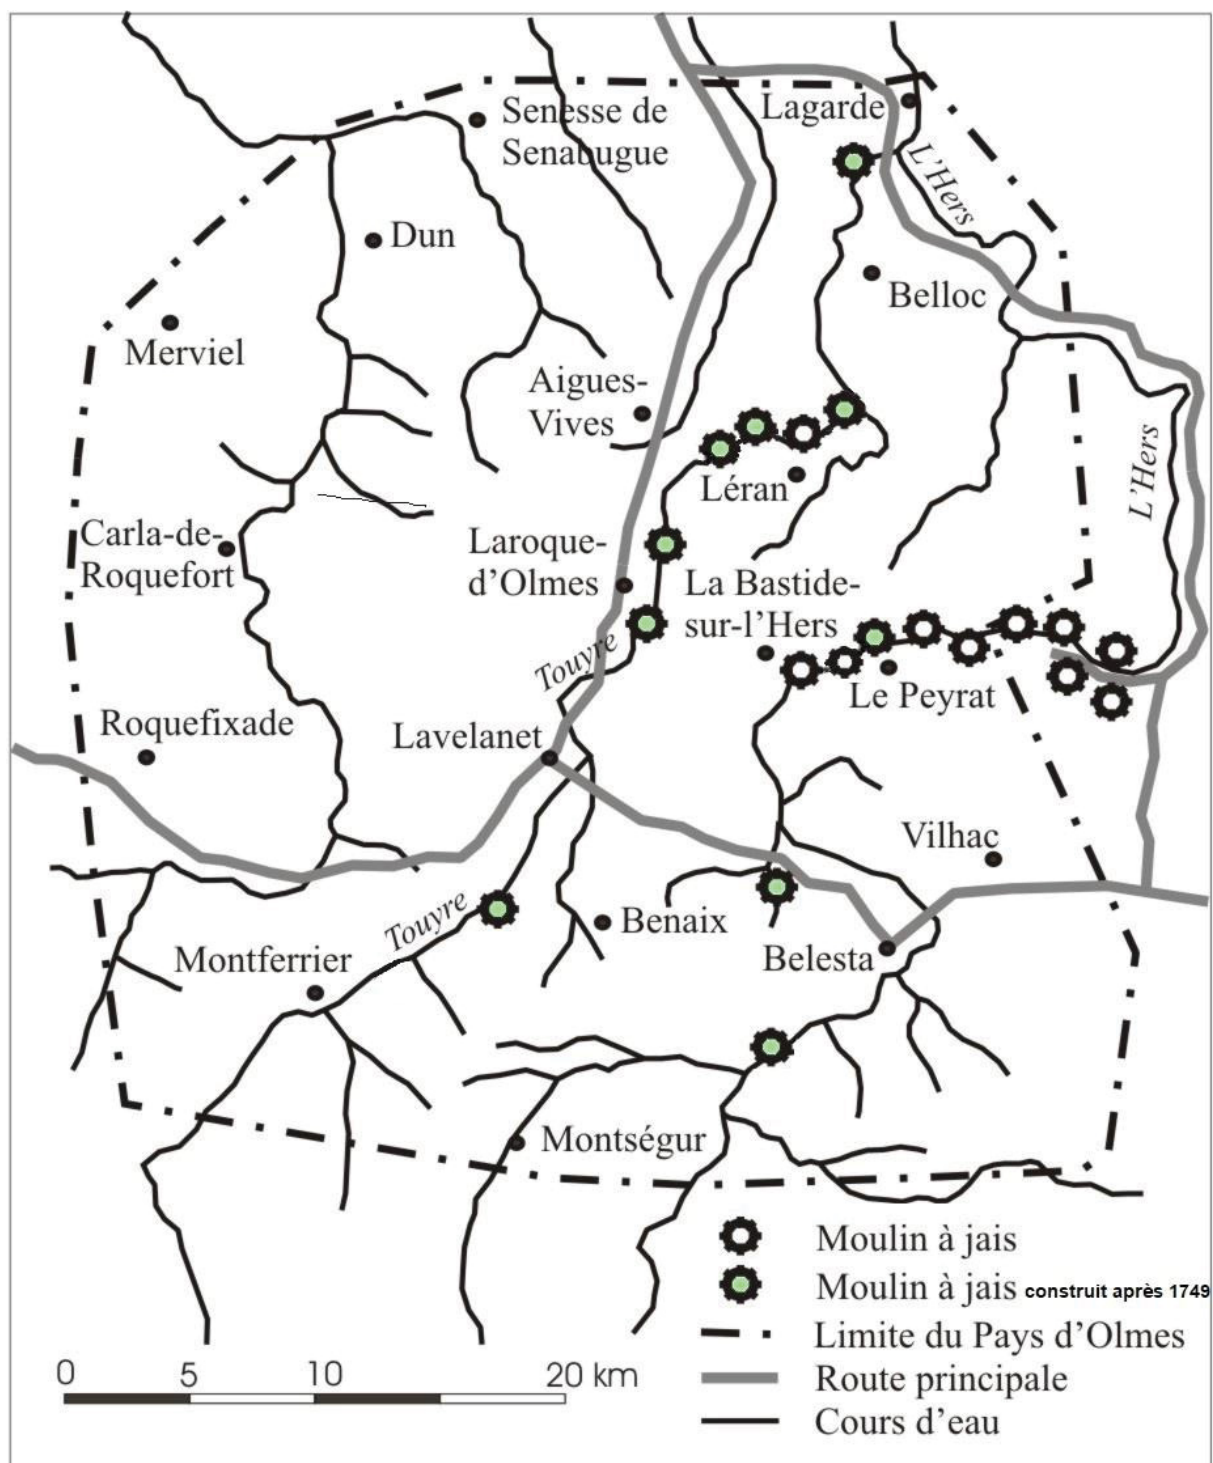 Senesse de
Senabugue
Lagarde
L'Hers
Dun
Belloc
Merviel
Aigues-
Vives
L'Hers
Léran
Carla-de-
Roquefort
Laroque-
d'Olmes
La Bastide-
sur-l'Hers
Touyre
Le Peyrat
Roquefixade
Lavelanet
Vilhac
Touyre
Benaix
Montferrier
Belesta
Montségur
Moulin à jais
Moulin à jais construit après 1749
Limite du Pays d'Olmes
Route principale
Cours d'eau
0 5 10 20 km